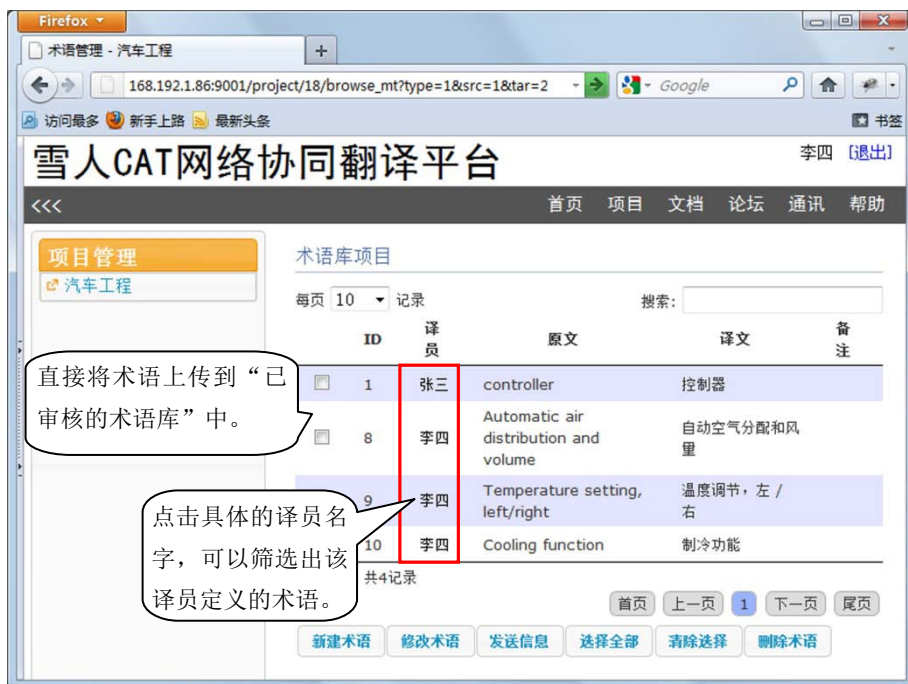 Firefox
术语管理 - 汽车工程
+
168.192.1.86:9001/project/18/browse_mt?type=1&src=1&tar=2
Google
访问最多 新手上路 最新头条 书签
雪人CAT网络协同翻译平台
李四 [退出]
<<<
首页 项目 文档 论坛 通讯 帮助
项目管理
汽车工程
术语库项目
每页 10 记录
搜索:
ID 译员 原文 译文 备注
1 张三 controller 控制器
8 李四 Automatic air distribution and volume 自动空气分配和风量
9 李四 Temperature setting, left/right 温度调节，左 / 右
10 李四 Cooling function 制冷功能
共4记录
首页 上一页 1 下一页 尾页
新建术语 修改术语 发送信息 选择全部 清除选择 删除术语
直接将术语上传到“已
审核的术语库”中。
点击具体的译员名
字，可以筛选出该
译员定义的术语。